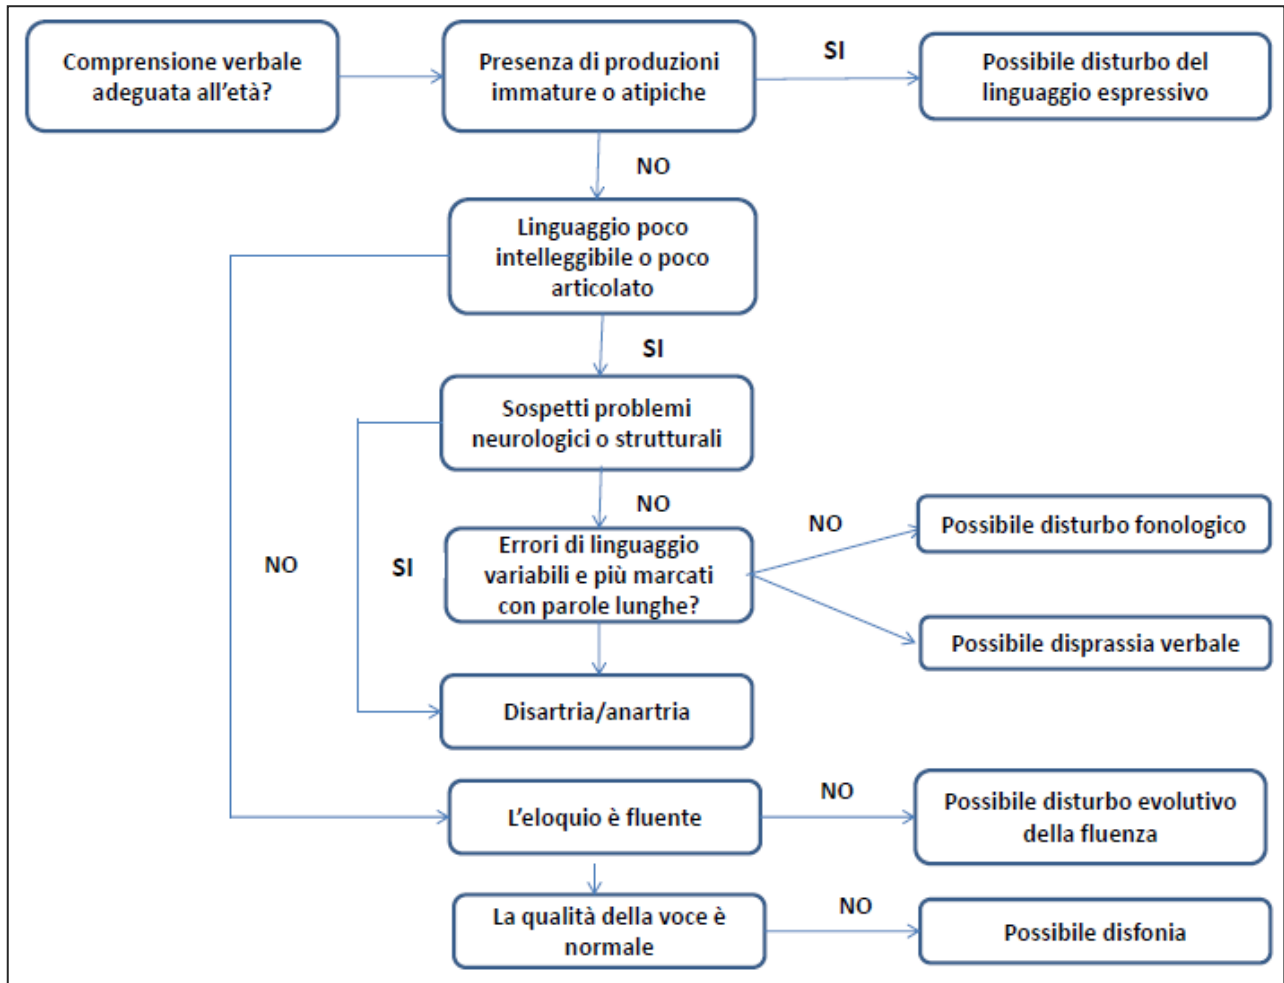 Comprensione verbale
adeguata all'età?
Presenza di produzioni
immature o atipiche
SI
Possibile disturbo del
linguaggio espressivo
NO
Linguaggio poco
intelleggibile o poco
articolato
SI
Sospetti problemi
neurologici o strutturali
NO
NO
SI
Errori di linguaggio
variabili e più marcati
con parole lunghe?
NO
Possibile disturbo fonologico
Possibile disprassia verbale
Disartria/anartria
L'eloquio è fluente
NO
Possibile disturbo evolutivo
della fluenza
La qualità della voce è
normale
NO
Possibile disfonia